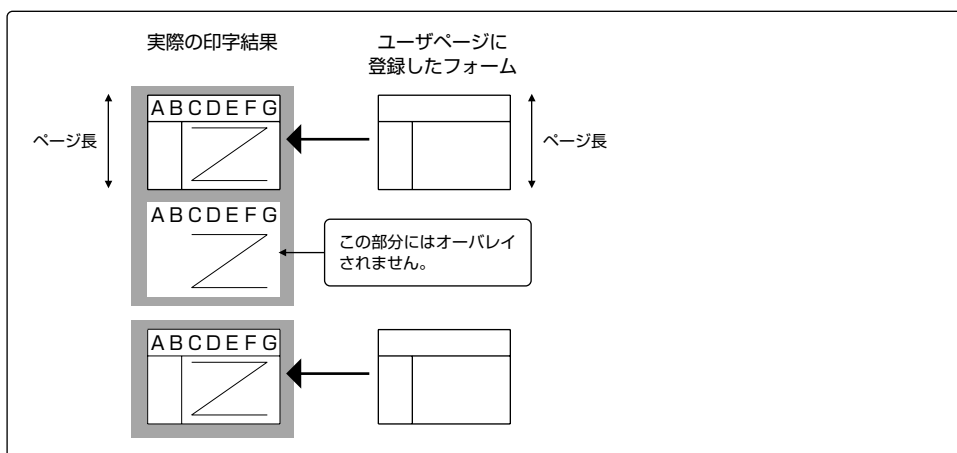 実際の印字結果
ユーザページに
登録したフォーム
ページ長
ＡＢＣＤＥＦＧ
ページ長
ＡＢＣＤＥＦＧ
この部分にはオーバレイ
されません。
ＡＢＣＤＥＦＧ